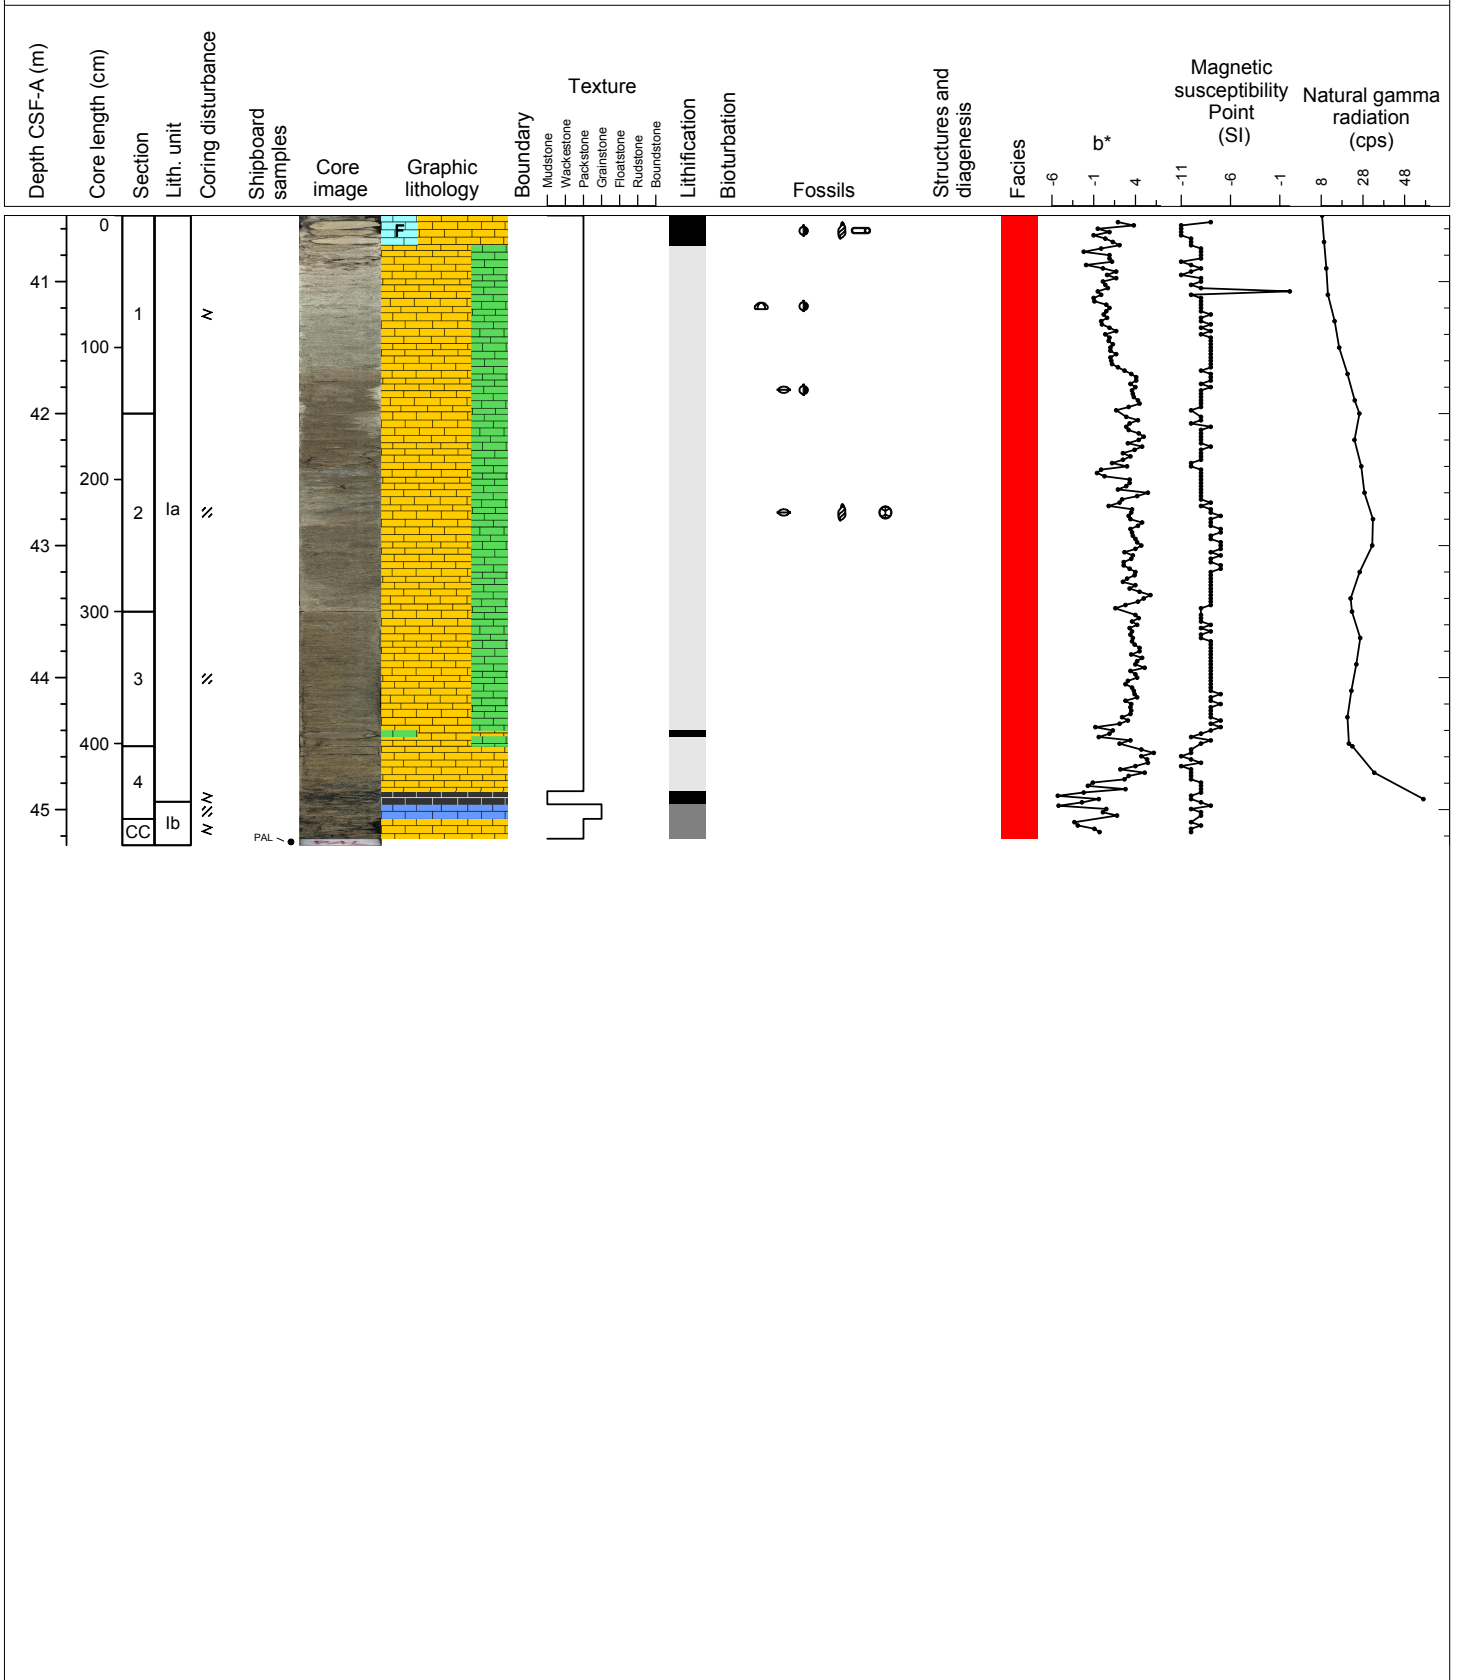 Depth CSF-A (m)
Core length (cm)
Section
Lith. unit
Coring disturbance
Shipboard
samples
Core
image
Graphic
lithology
Boundary
Texture
Mudstone
Wackestone
Packstone
Grainstone
Floatstone
Rudstone
Boundstone
Lithification
Bioturbation
Fossils
Structures and
diagenesis
Facies
b*
-6
-1
4
Magnetic
susceptibility
Point
(SI)
-11
-6
-1
Natural gamma
radiation
(cps)
8
28
48
0
F
41
1
100
42
200
Ia
2
43
300
3
44
400
4
45
Ib
CC
PAL